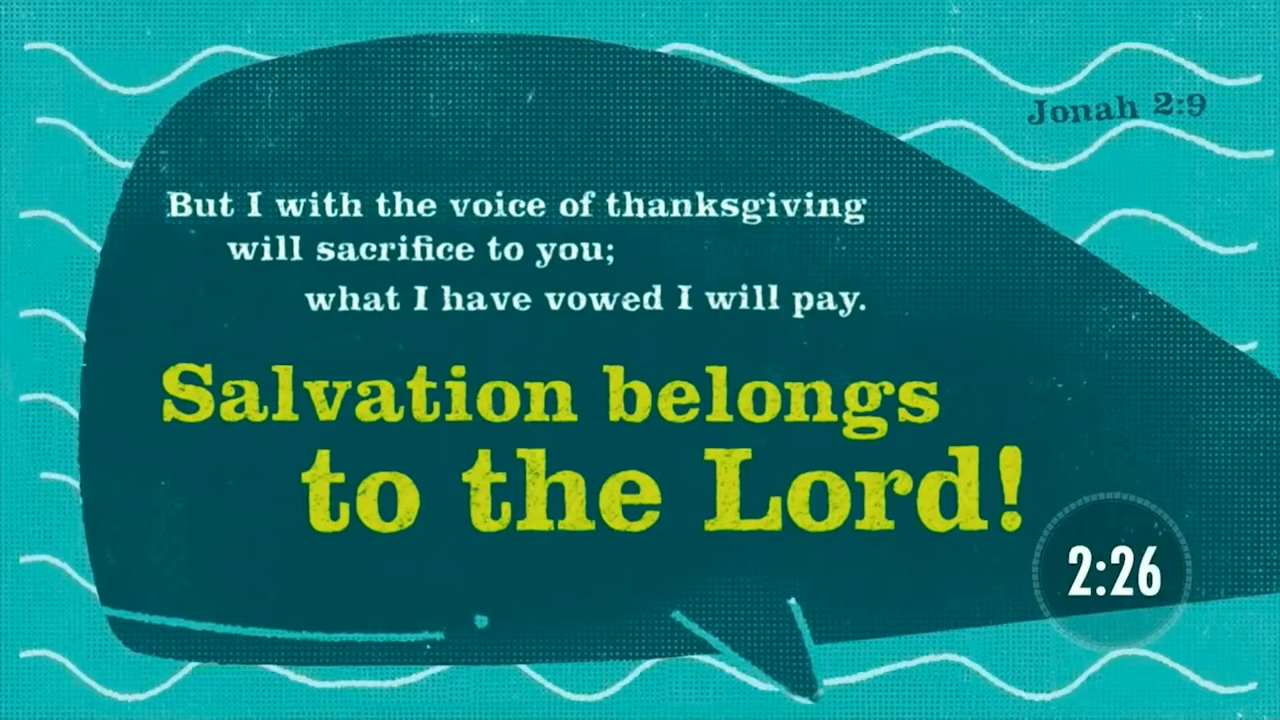 Jonah 2:9
But I with the voice of thanksgiving
will sacrifice to you;
what I have vowed I will pay.
Salvation belongs
to the Lord!
2:26